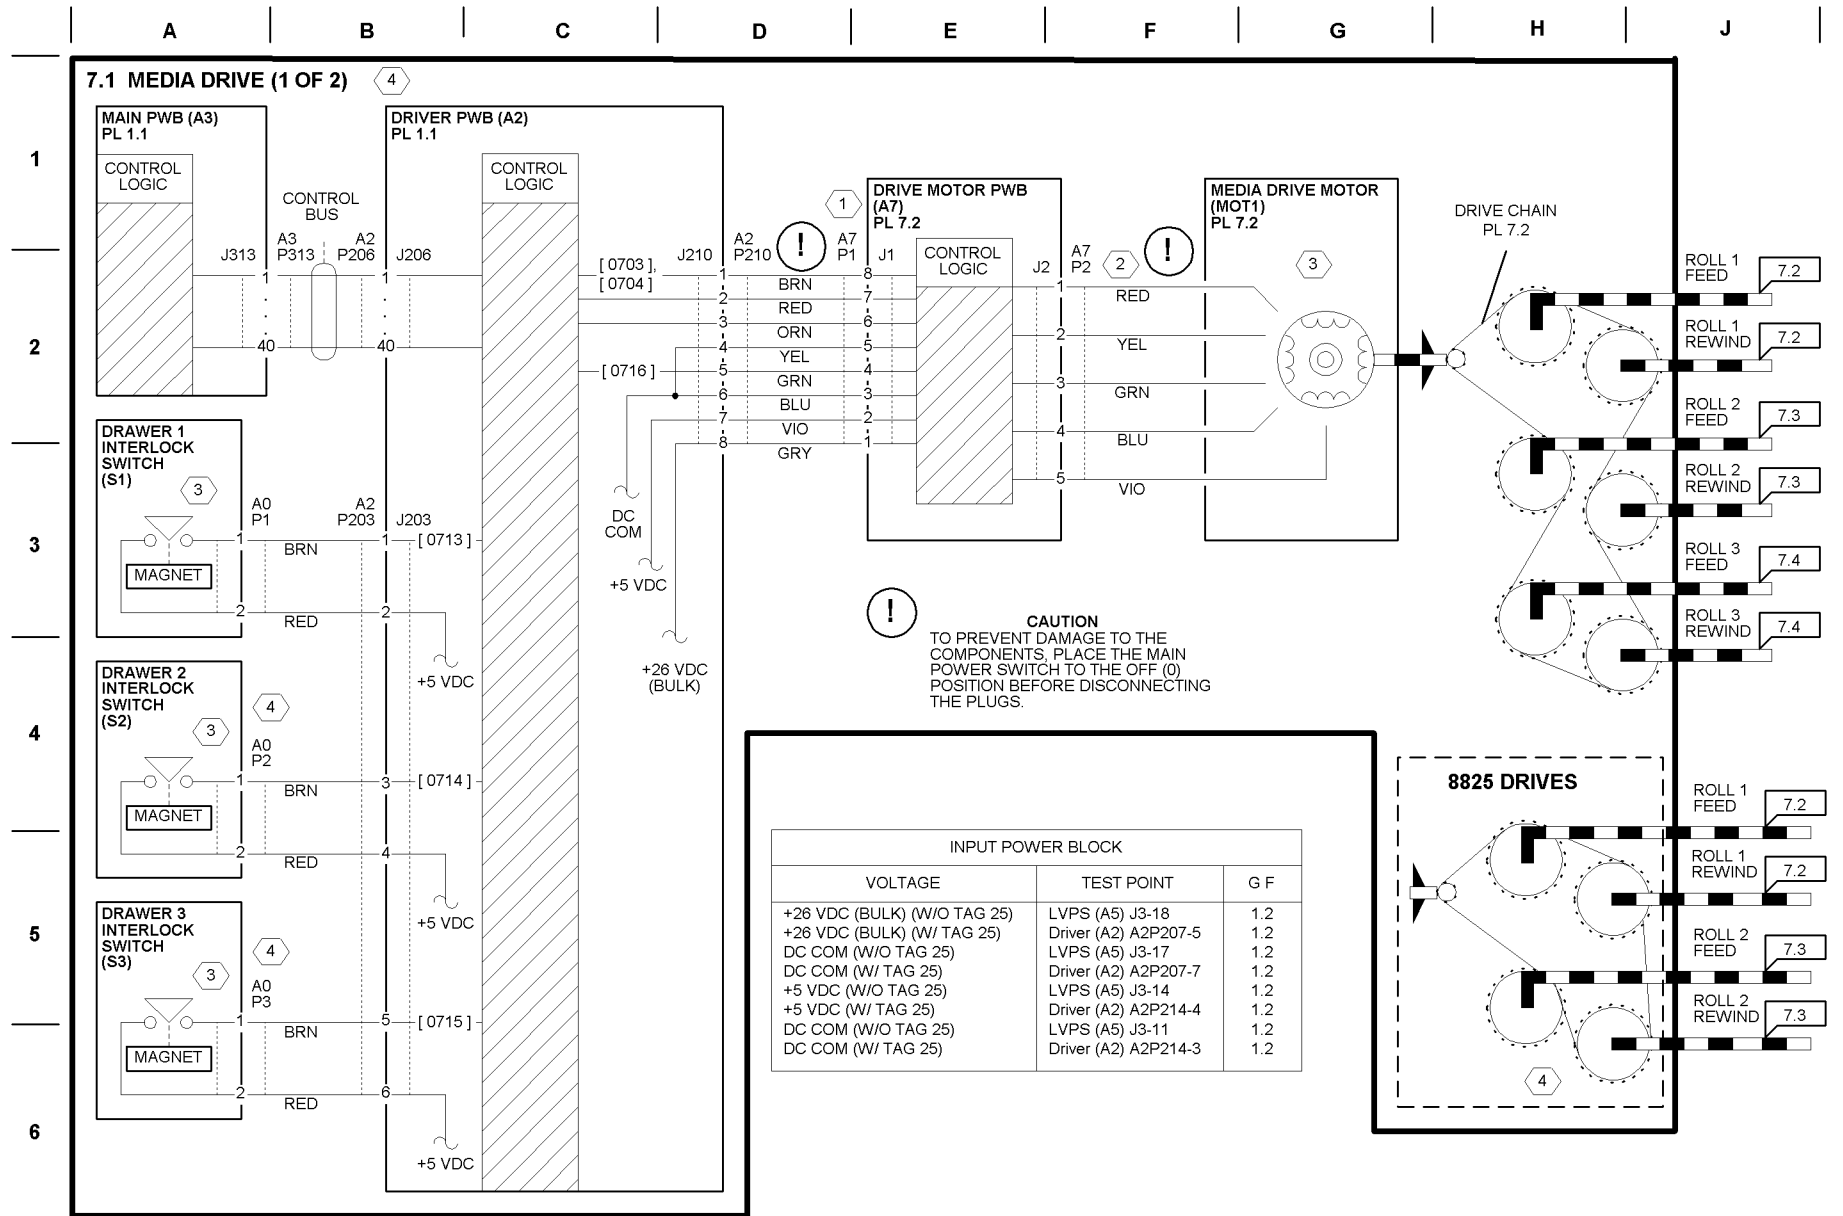 A B C D E F G H J
7.1 MEDIA DRIVE (1 OF 2) 4
1
2
3
4
5
6
MAIN PWB (A3)
PL 1.1
CONTROL
LOGIC
CONTROL
BUS
J313
A3
P313
A2
P206
J206
1
1
40
40
DRIVER PWB (A2)
PL 1.1
CONTROL
LOGIC
[ 0703 ],
[ 0704 ]
[ 0716 ]
J210
A2
P210
!
A7
P1
J1
1 BRN 8
2 RED 7
3 ORN 6
4 YEL 5
5 GRN 4
6 BLU 3
7 VIO 2
8 GRY 1
DC
COM
+5 VDC
+26 VDC
(BULK)
1
DRIVE MOTOR PWB
(A7)
PL 7.2
CONTROL
LOGIC
J2
A7
P2
2
!
1 RED
2 YEL
3 GRN
4 BLU
5 VIO
MEDIA DRIVE MOTOR
(MOT1)
PL 7.2
3
DRIVE CHAIN
PL 7.2
ROLL 1
FEED
7.2
ROLL 1
REWIND
7.2
ROLL 2
FEED
7.3
ROLL 2
REWIND
7.3
ROLL 3
FEED
7.4
ROLL 3
REWIND
7.4
DRAWER 1
INTERLOCK
SWITCH
(S1)
3
MAGNET
A0
P1
A2
P203
J203
1 BRN 1 [ 0713 ]
2 RED 2
+5 VDC
DRAWER 2
INTERLOCK
SWITCH
(S2)
3
4
MAGNET
A0
P2
1 BRN 3 [ 0714 ]
2 RED 4
+5 VDC
DRAWER 3
INTERLOCK
SWITCH
(S3)
3
4
MAGNET
A0
P3
1 BRN 5 [ 0715 ]
2 RED 6
+5 VDC
!
CAUTION
TO PREVENT DAMAGE TO THE
COMPONENTS, PLACE THE MAIN
POWER SWITCH TO THE OFF (0)
POSITION BEFORE DISCONNECTING
THE PLUGS.
INPUT POWER BLOCK
VOLTAGE TEST POINT G F
+26 VDC (BULK) (W/O TAG 25) LVPS (A5) J3-18 1.2
+26 VDC (BULK) (W/ TAG 25) Driver (A2) A2P207-5 1.2
DC COM (W/O TAG 25) LVPS (A5) J3-17 1.2
DC COM (W/ TAG 25) Driver (A2) A2P207-7 1.2
+5 VDC (W/O TAG 25) LVPS (A5) J3-14 1.2
+5 VDC (W/ TAG 25) Driver (A2) A2P214-4 1.2
DC COM (W/O TAG 25) LVPS (A5) J3-11 1.2
DC COM (W/ TAG 25) Driver (A2) A2P214-3 1.2
8825 DRIVES
4
ROLL 1
FEED
7.2
ROLL 1
REWIND
7.2
ROLL 2
FEED
7.3
ROLL 2
REWIND
7.3